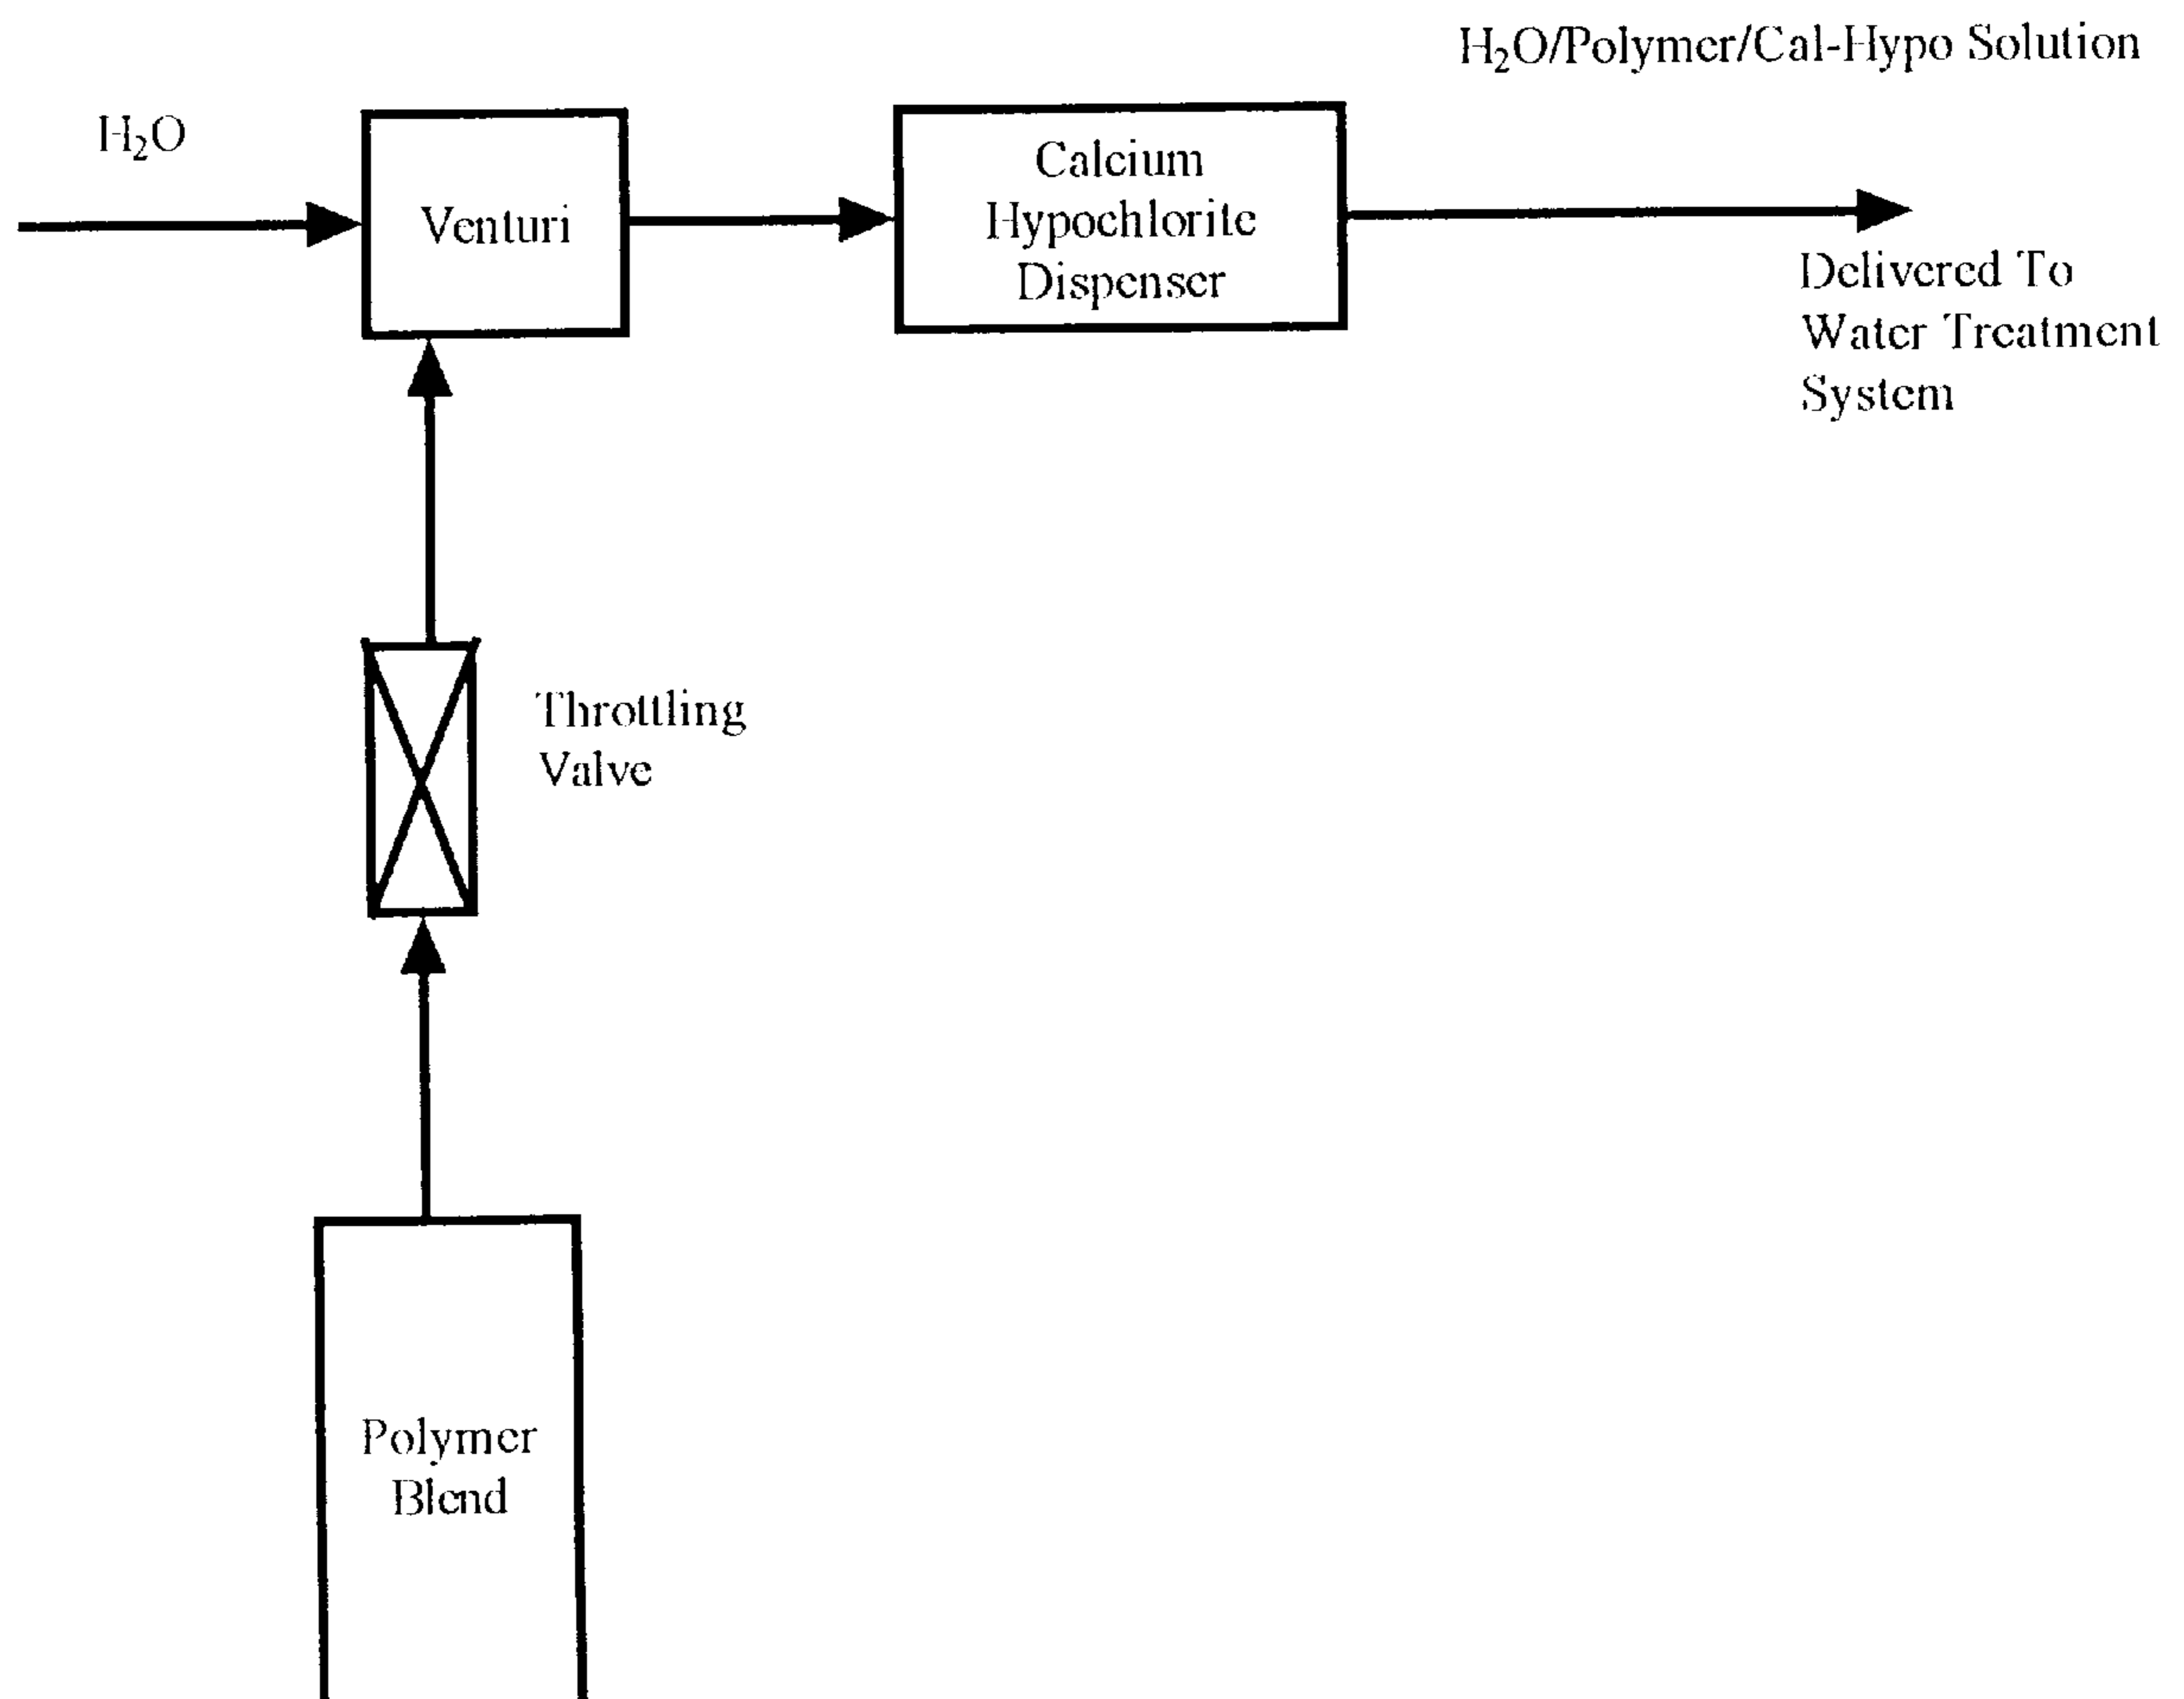 H₂O/Polymer/Cal-Hypo Solution
H₂O
Venturi
Calcium
Hypochlorite
Dispenser
Delivered To
Water Treatment
System
Throttling
Valve
Polymer
Blend